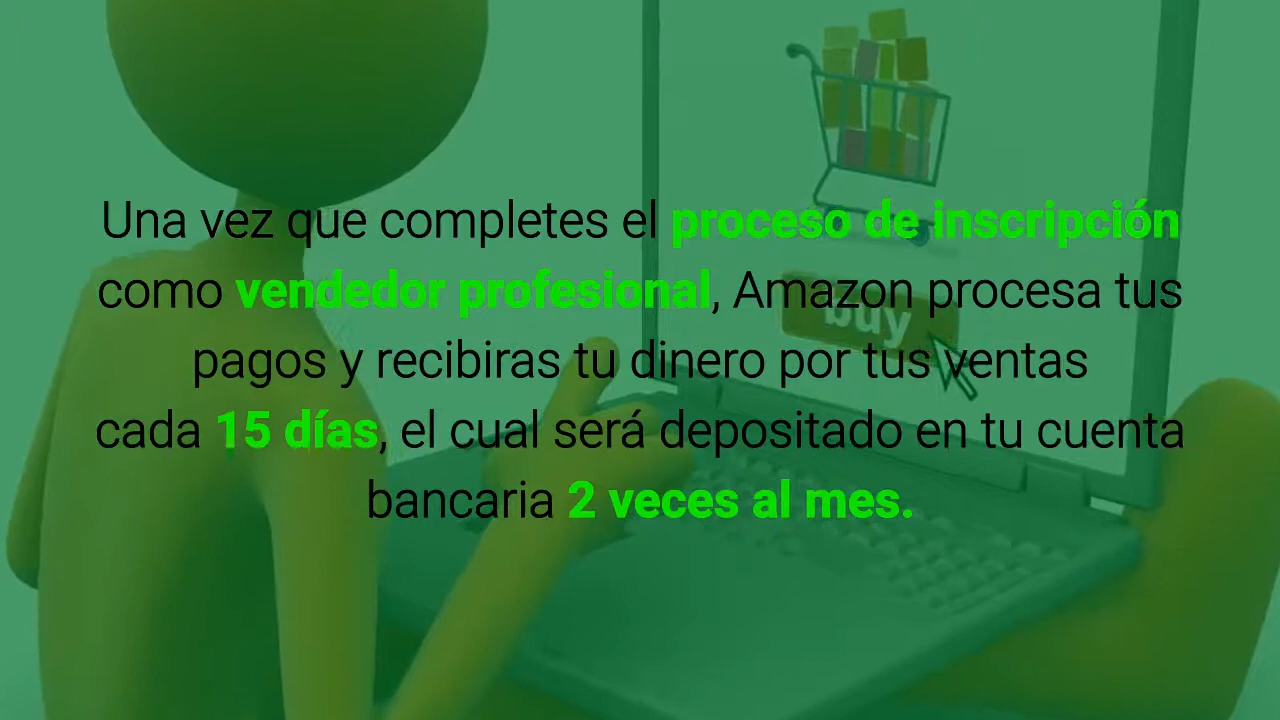 Una vez que completes el proceso de inscripción
como vendedor profesional, Amazon procesa tus
pagos y recibiras tu dinero por tus ventas
cada 15 días, el cual será depositado en tu cuenta
bancaria 2 veces al mes.
buy